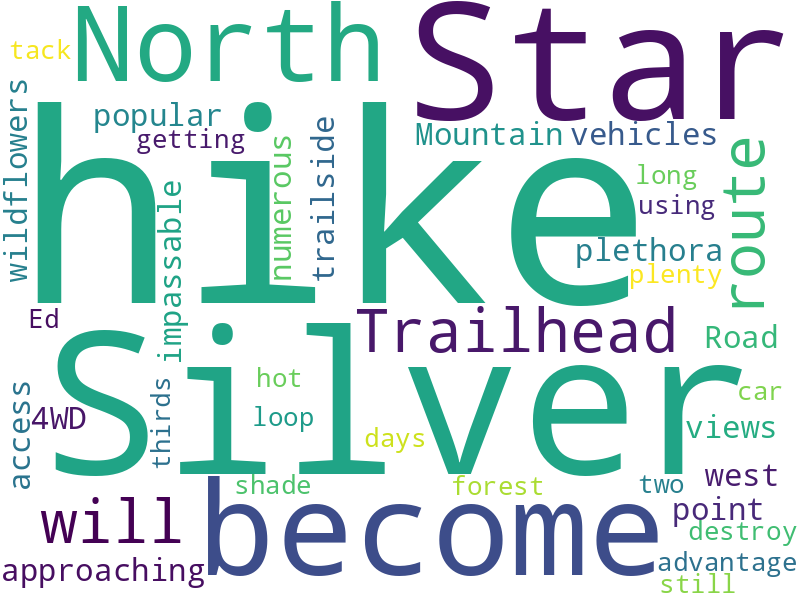 tack
North
Star
wildflowers
popular
getting
hike
numerous
trailside
Mountain
vehicles
route
long
using
impassable
plethora
plenty
Ed
Trailhead
Road
Silver
hot
car
access
4WD
thirds
loop
days
views
shade
forest
two
west
will
become
point
destroy
approaching
advantage
still